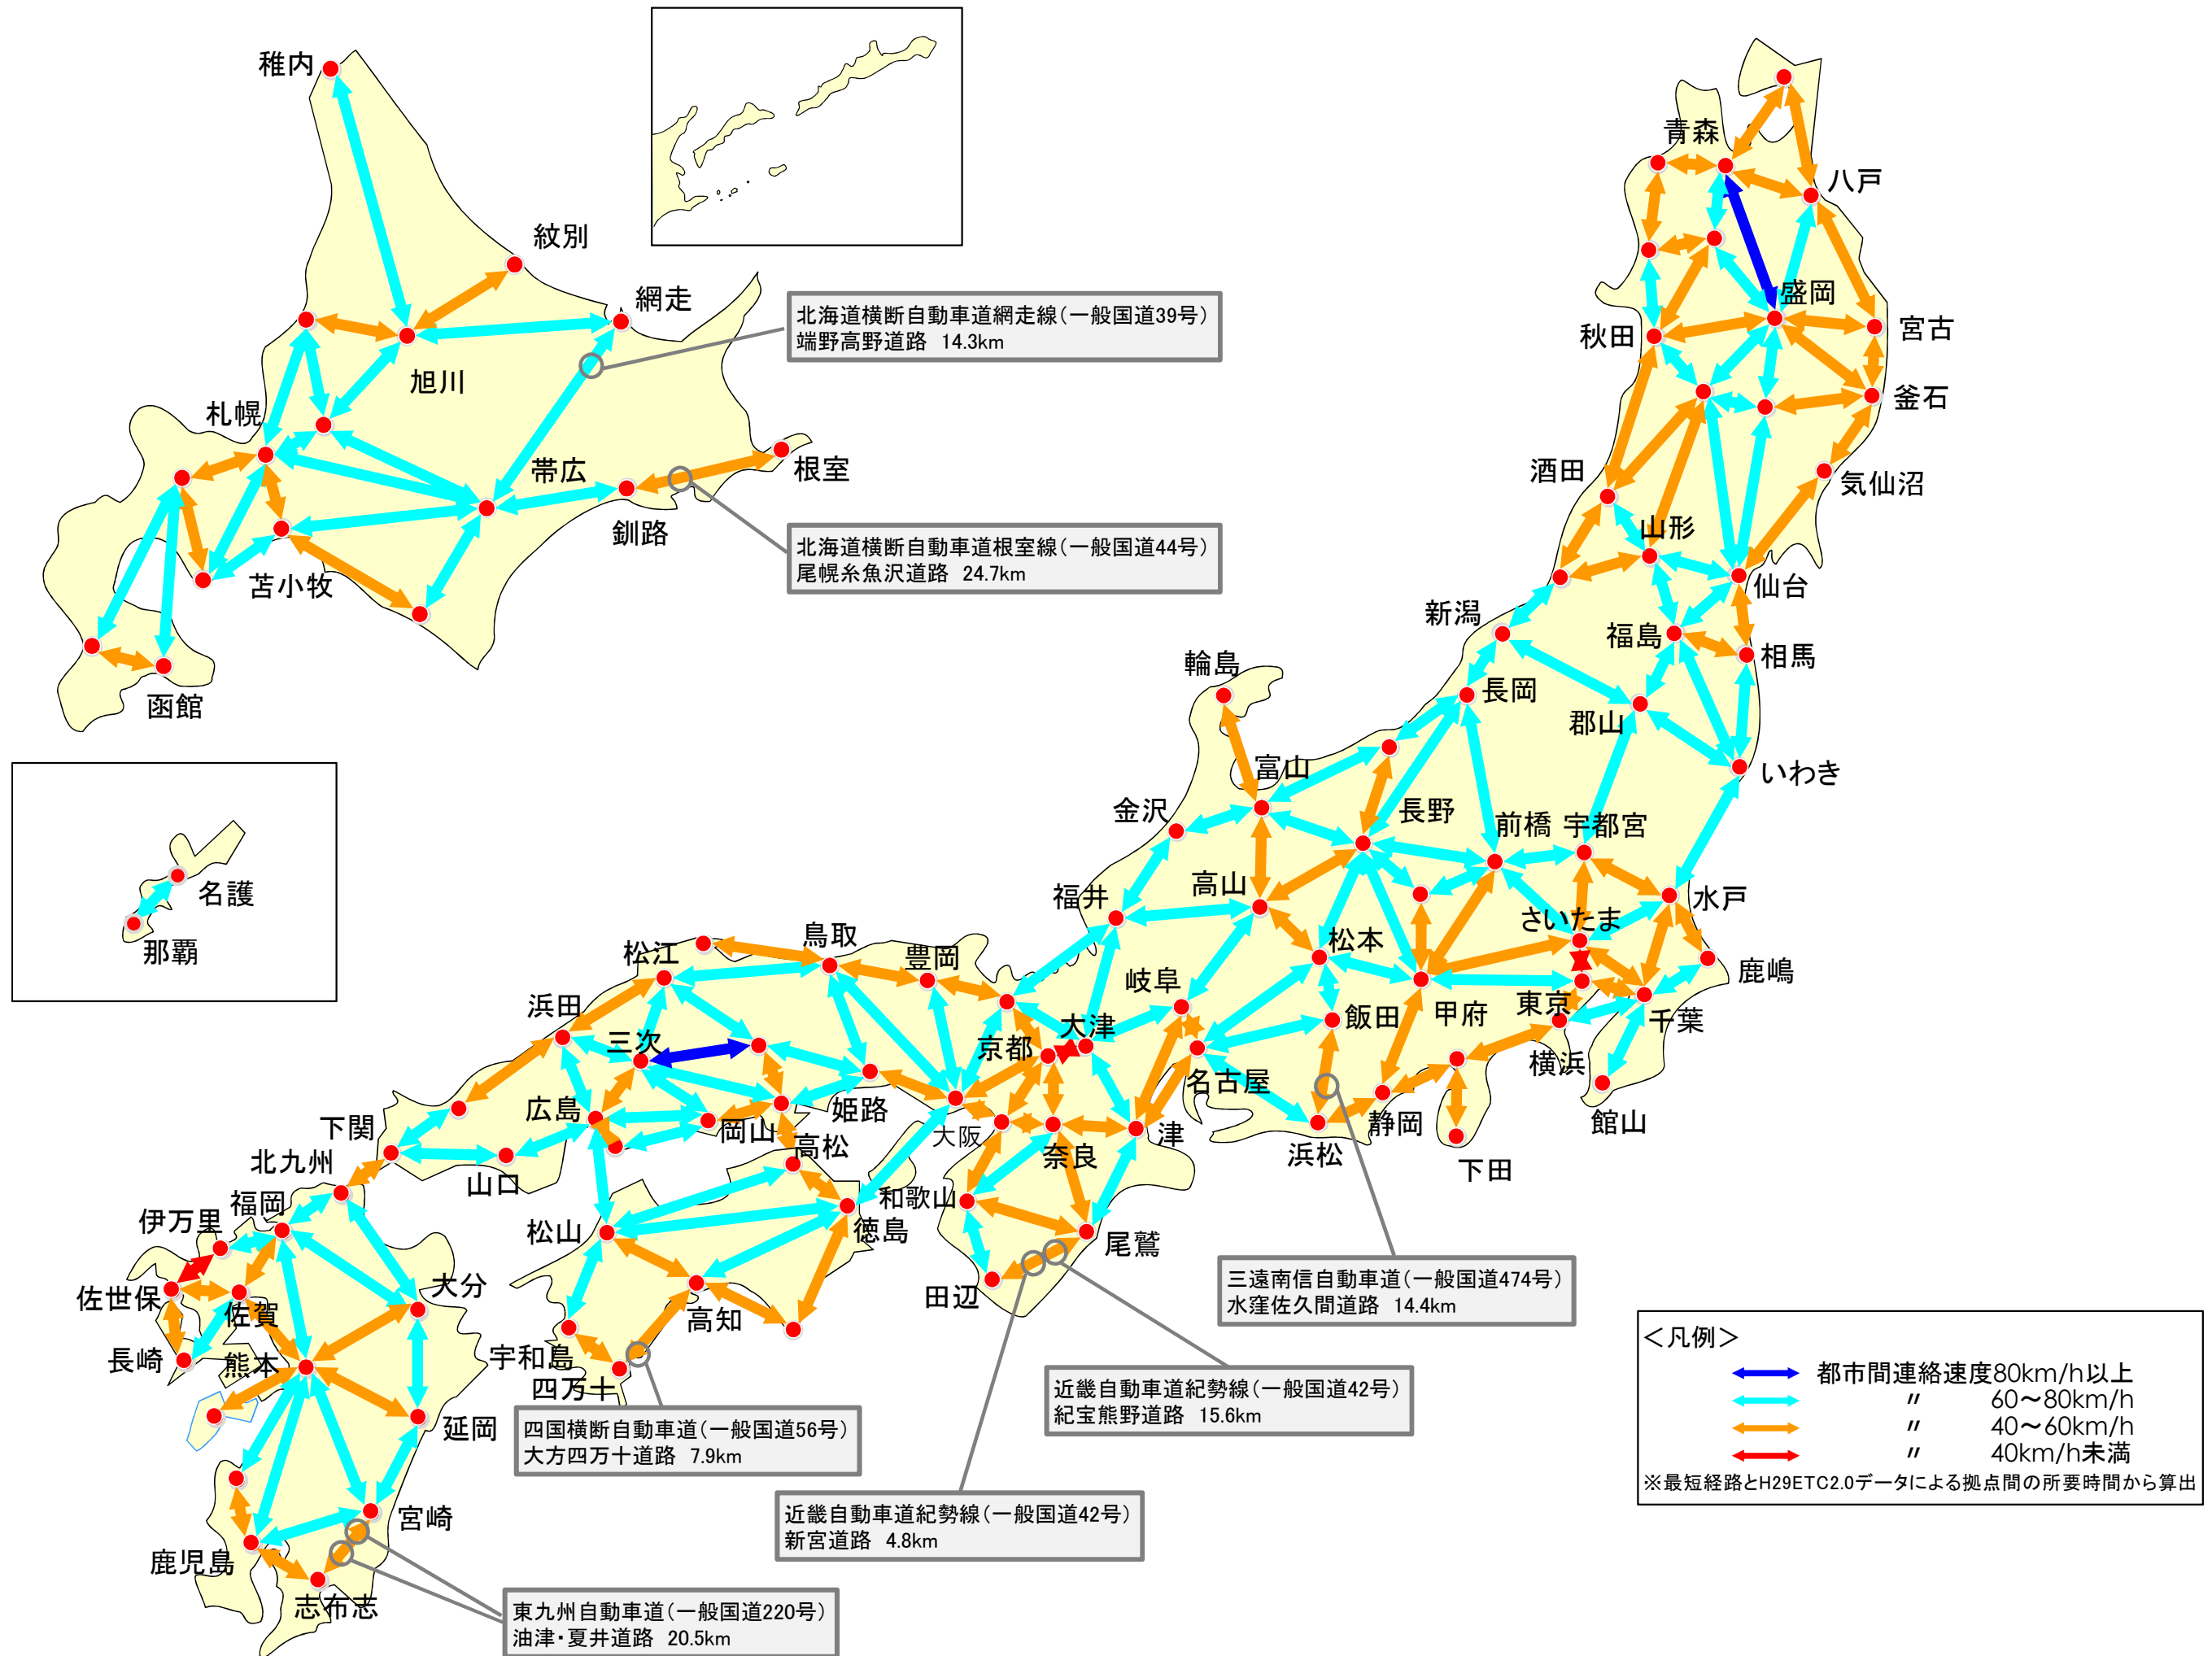 稚内
紋別
網走
旭川
札幌
帯広
釧路
根室
苫小牧
函館
北海道横断自動車道網走線(一般国道39号)
端野高野道路 14.3km
北海道横断自動車道根室線(一般国道44号)
尾幌糸魚沢道路 24.7km
青森
八戸
盛岡
宮古
秋田
釜石
酒田
気仙沼
山形
仙台
新潟
福島
相馬
長岡
郡山
いわき
輪島
富山
金沢
長野
前橋
宇都宮
高山
福井
水戸
さいたま
松本
鹿嶋
岐阜
飯田
甲府
東京
千葉
横浜
名古屋
館山
静岡
浜松
下田
鳥取
松江
豊岡
浜田
三次
京都
大津
広島
岡山
姫路
大阪
奈良
津
下関
山口
高松
和歌山
徳島
尾鷲
田辺
松山
高知
宇和島
四万十
北九州
福岡
伊万里
佐世保
佐賀
大分
長崎
熊本
延岡
宮崎
鹿児島
志布志
名護
那覇
三遠南信自動車道(一般国道474号)
水窪佐久間道路 14.4km
近畿自動車道紀勢線(一般国道42号)
紀宝熊野道路 15.6km
四国横断自動車道(一般国道56号)
大方四万十道路 7.9km
近畿自動車道紀勢線(一般国道42号)
新宮道路 4.8km
東九州自動車道(一般国道220号)
油津・夏井道路 20.5km
<凡例>
都市間連絡速度80km/h以上
〃 60～80km/h
〃 40～60km/h
〃 40km/h未満
※最短経路とH29ETC2.0データによる拠点間の所要時間から算出